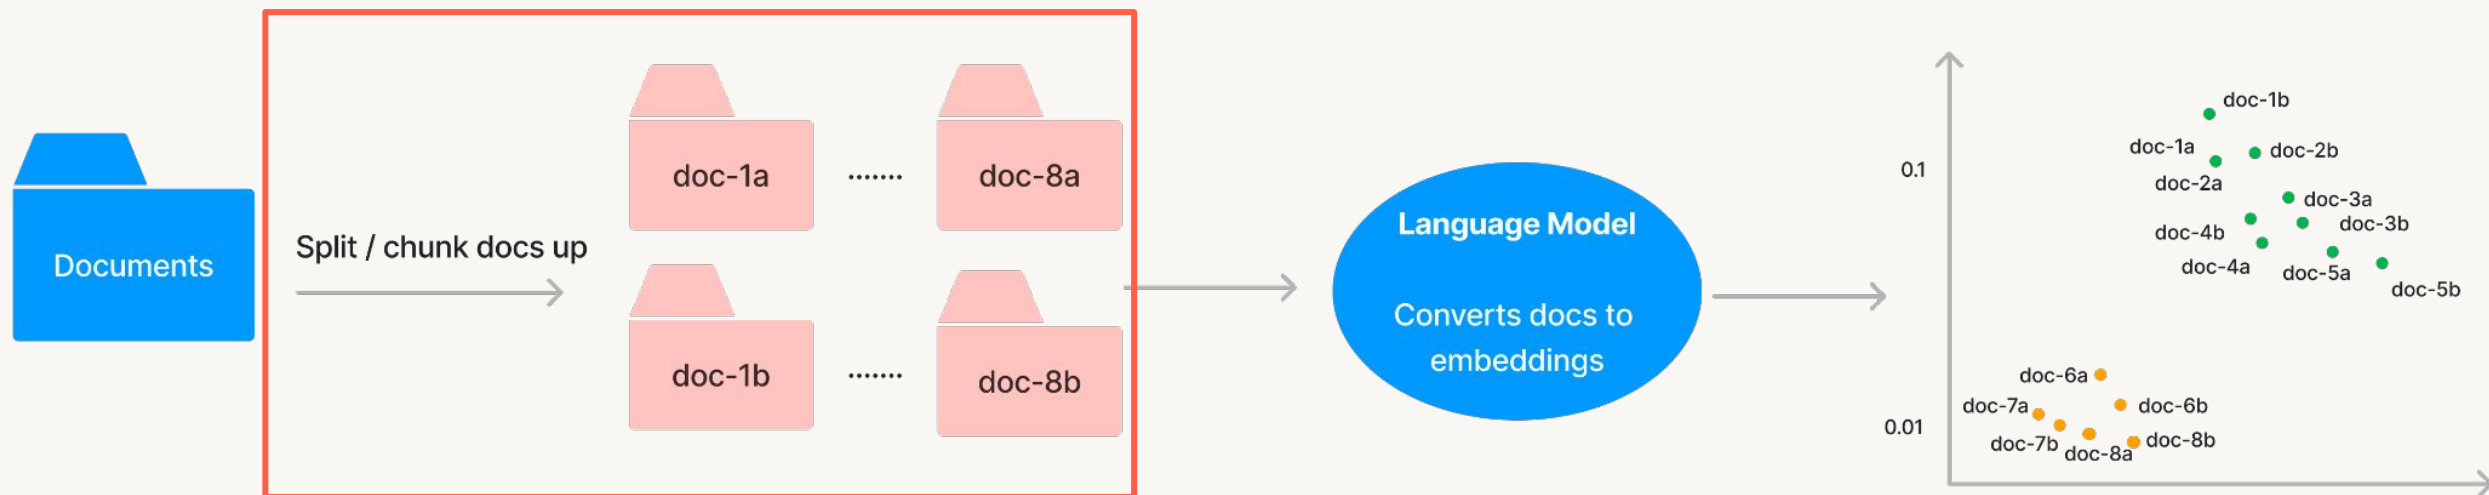 Documents
Split / chunk docs up
doc-1a
.......
doc-8a
doc-1b
.......
doc-8b
Language Model
Converts docs to
embeddings
0.1
0.01
doc-1b
doc-1a
doc-2b
doc-2a
doc-3a
doc-3b
doc-4b
doc-4a
doc-5a
doc-5b
doc-6a
doc-7a
doc-6b
doc-7b
doc-8a
doc-8b